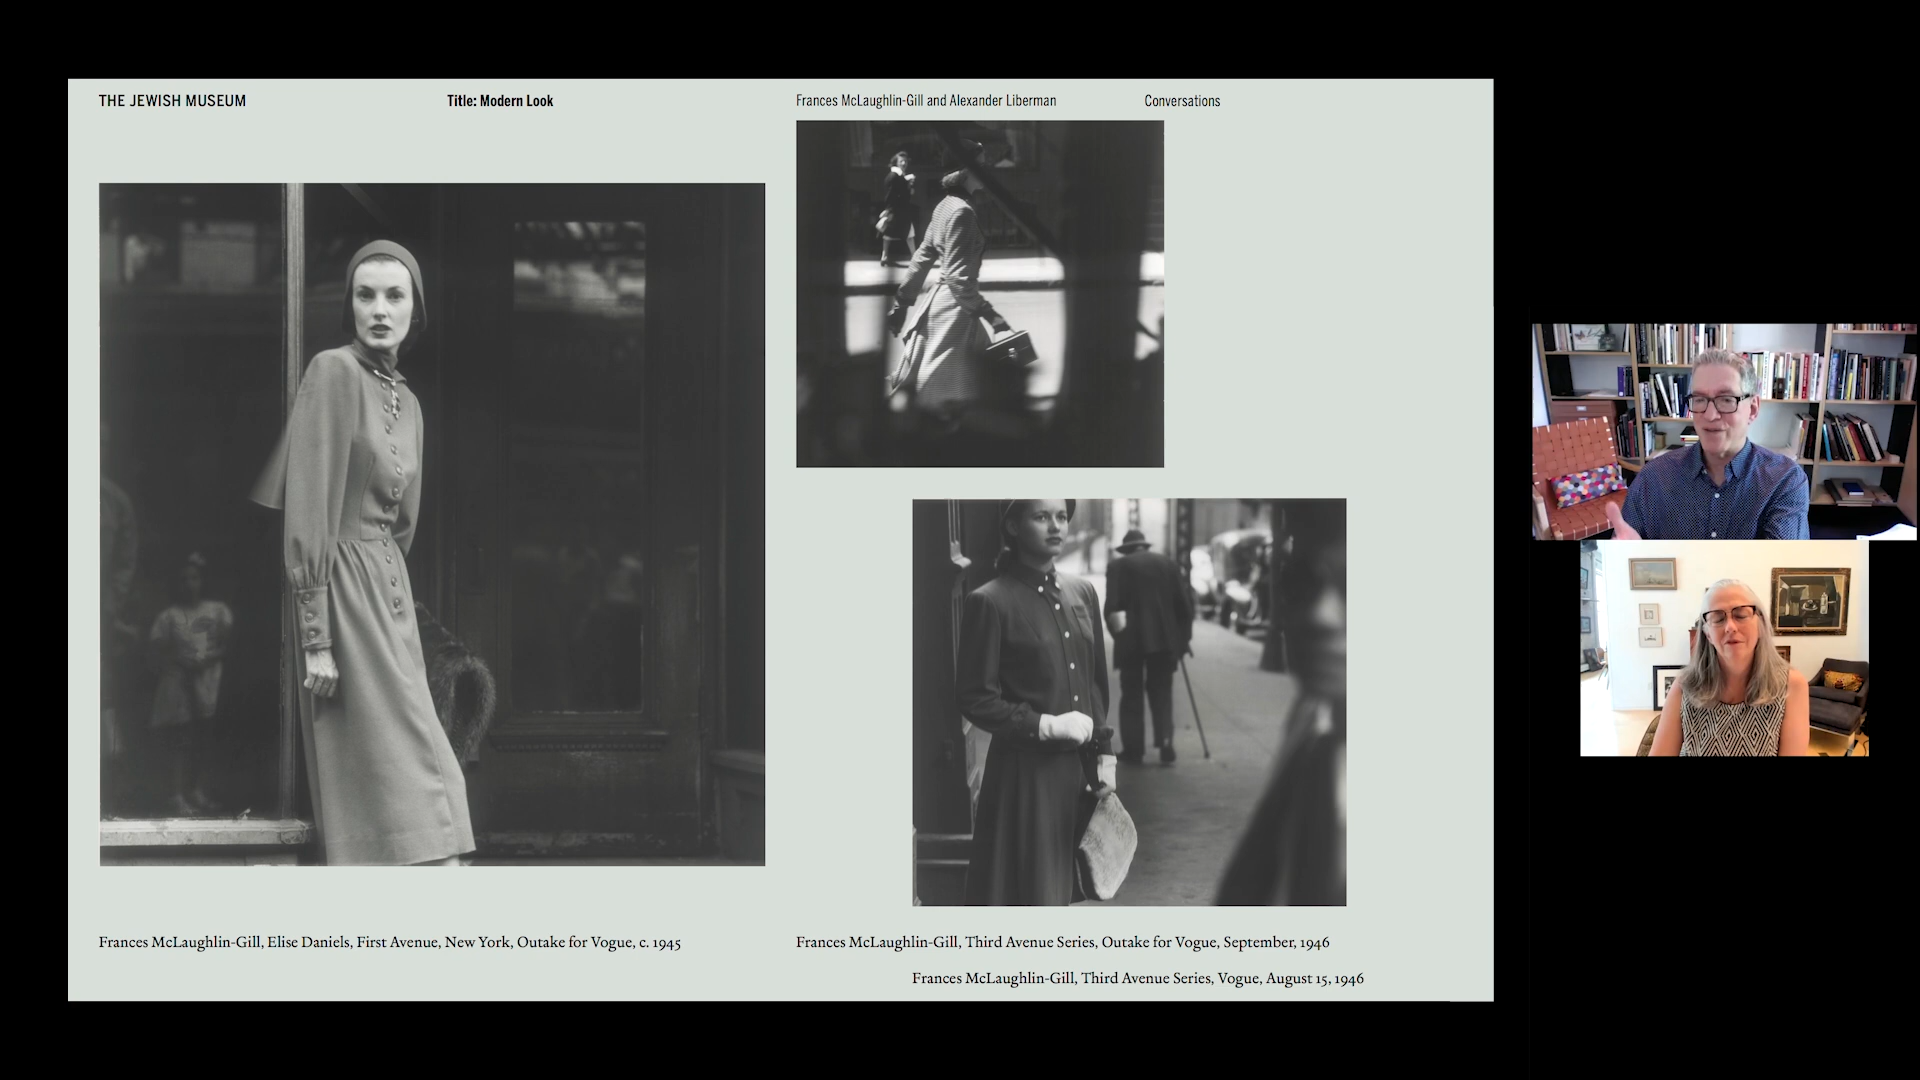 THE JEWISH MUSEUM
Title: Modern Look
Frances McLaughlin-Gill and Alexander Liberman
Conversations
Frances McLaughlin-Gill, Elise Daniels, First Avenue, New York, Outake for Vogue, c. 1945
Frances McLaughlin-Gill, Third Avenue Series, Outake for Vogue, September, 1946
Frances McLaughlin-Gill, Third Avenue Series, Vogue, August 15, 1946